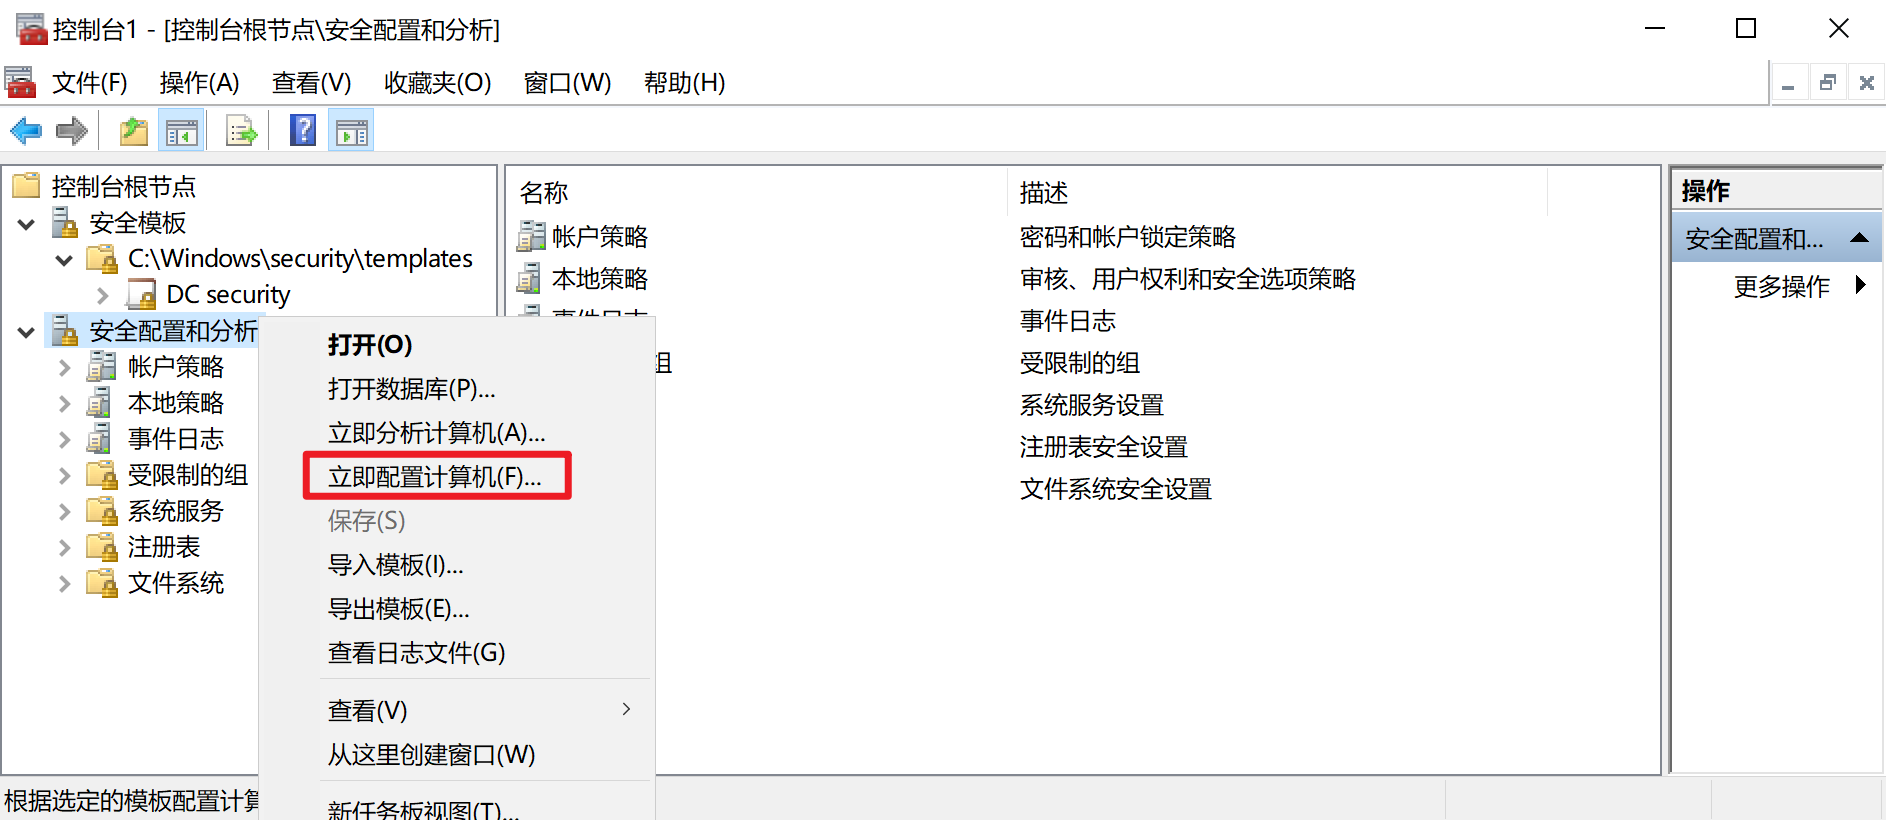 控制台1 - [控制台根节点\安全配置和分析]
文件(F) 操作(A) 查看(V) 收藏夹(O) 窗口(W) 帮助(H)
控制台根节点
安全模板
C:\Windows\security\templates
DC security
安全配置和分析
帐户策略
本地策略
事件日志
受限制的组
系统服务
注册表
文件系统
名称 描述
帐户策略 密码和帐户锁定策略
本地策略 审核、用户权利和安全选项策略
事件日志 事件日志
组 受限制的组
系统服务设置
注册表安全设置
文件系统安全设置
打开(O)
打开数据库(P)...
立即分析计算机(A)...
立即配置计算机(F)...
保存(S)
导入模板(I)...
导出模板(E)...
查看日志文件(G)
查看(V)
从这里创建窗口(W)
新任务板视图(T)...
操作
安全配置和...
更多操作
根据选定的模板配置计算